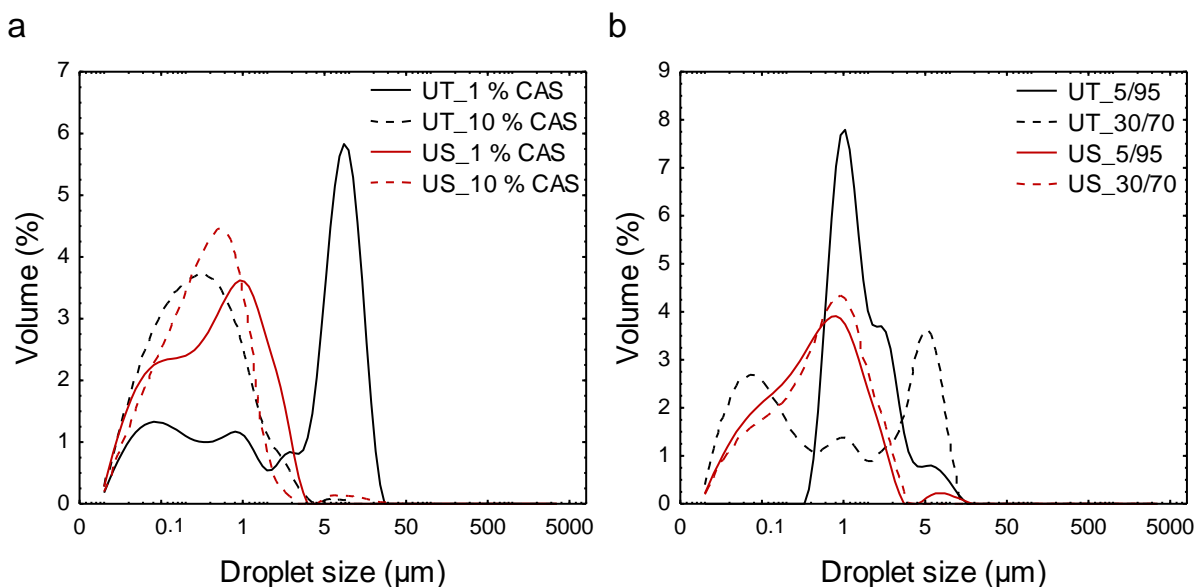 a
7
6
5
4
3
2
1
0
Volume (%)
UT_1 % CAS
UT_10 % CAS
US_1 % CAS
US_10 % CAS
0 0.1 1 5 50 500 5000
Droplet size (µm)
b
9
8
7
6
5
4
3
2
1
0
Volume (%)
UT_5/95
UT_30/70
US_5/95
US_30/70
0 0.1 1 5 50 500 5000
Droplet size (µm)